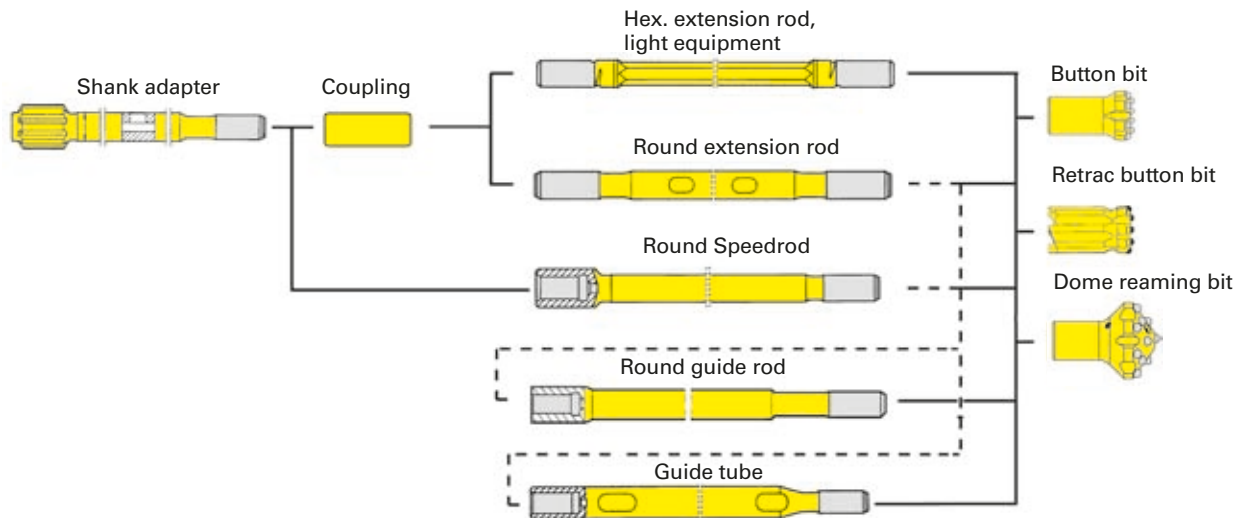 Hex. extension rod,
light equipment
Shank adapter
Coupling
Button bit
Round extension rod
Retrac button bit
Round Speedrod
Dome reaming bit
Round guide rod
Guide tube